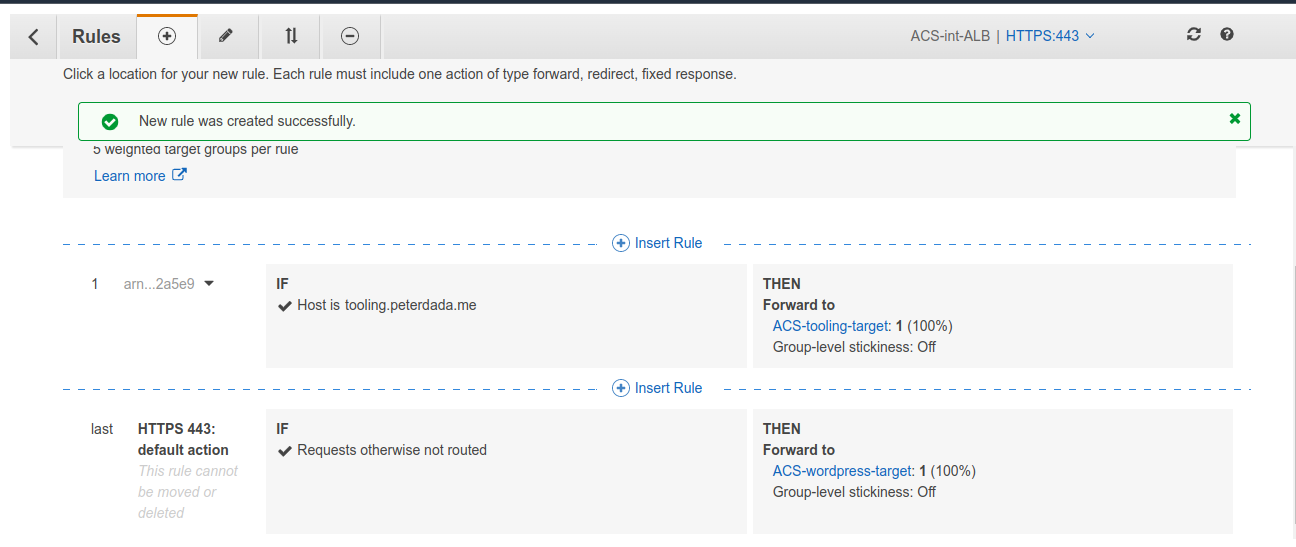 Rules
ACS-int-ALB | HTTPS:443
Click a location for your new rule. Each rule must include one action of type forward, redirect, fixed response.
New rule was created successfully.
5 weighted target groups per rule
Learn more
Insert Rule
1 arn...2a5e9
IF
Host is tooling.peterdada.me
THEN
Forward to
ACS-tooling-target: 1 (100%)
Group-level stickiness: Off
Insert Rule
last
HTTPS 443:
default action
This rule cannot
be moved or
deleted
IF
Requests otherwise not routed
THEN
Forward to
ACS-wordpress-target: 1 (100%)
Group-level stickiness: Off